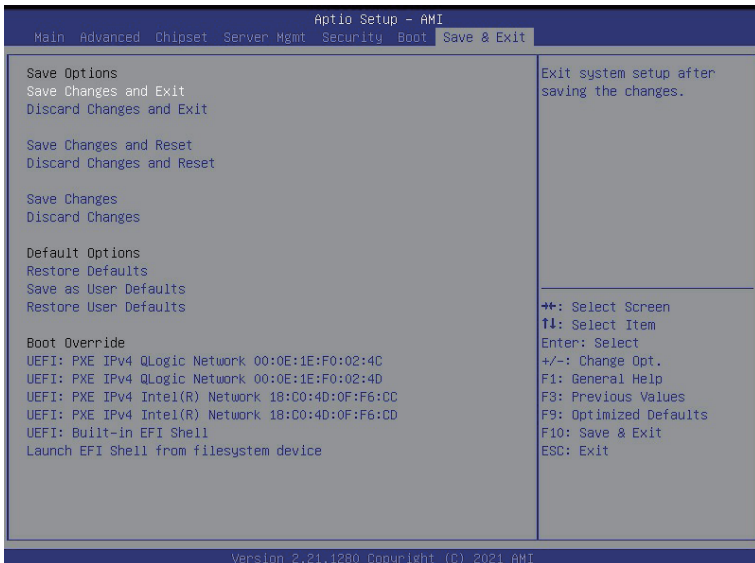 Aptio Setup – AMI
Main Advanced Chipset Server Mgmt Security Boot Save & Exit
Save Options
Save Changes and Exit
Discard Changes and Exit
Save Changes and Reset
Discard Changes and Reset
Save Changes
Discard Changes
Default Options
Restore Defaults
Save as User Defaults
Restore User Defaults
Boot Override
UEFI: PXE IPv4 QLogic Network 00:0E:1E:F0:02:4C
UEFI: PXE IPv4 QLogic Network 00:0E:1E:F0:02:4D
UEFI: PXE IPv4 Intel(R) Network 18:C0:4D:0F:F6:CC
UEFI: PXE IPv4 Intel(R) Network 18:C0:4D:0F:F6:CD
UEFI: Built-in EFI Shell
Launch EFI Shell from filesystem device
Exit system setup after
saving the changes.
→←: Select Screen
↑↓: Select Item
Enter: Select
+/-: Change Opt.
F1: General Help
F3: Previous Values
F9: Optimized Defaults
F10: Save & Exit
ESC: Exit
Version 2.21.1280 Copyright (C) 2021 AMI